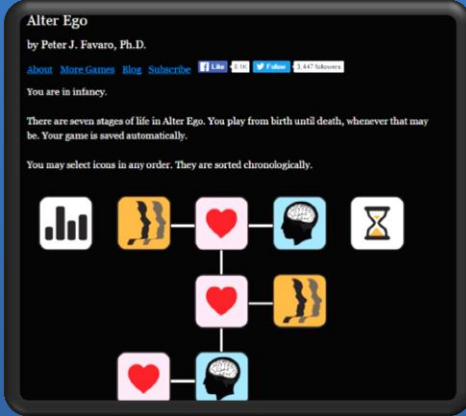 Alter Ego
by Peter J. Favaro, Ph.D.
About More Games Blog Subscribe Like 8.1K Follow 3,447 followers
You are in infancy.
There are seven stages of life in Alter Ego. You play from birth until death, whenever that may
be. Your game is saved automatically.
You may select icons in any order. They are sorted chronologically.